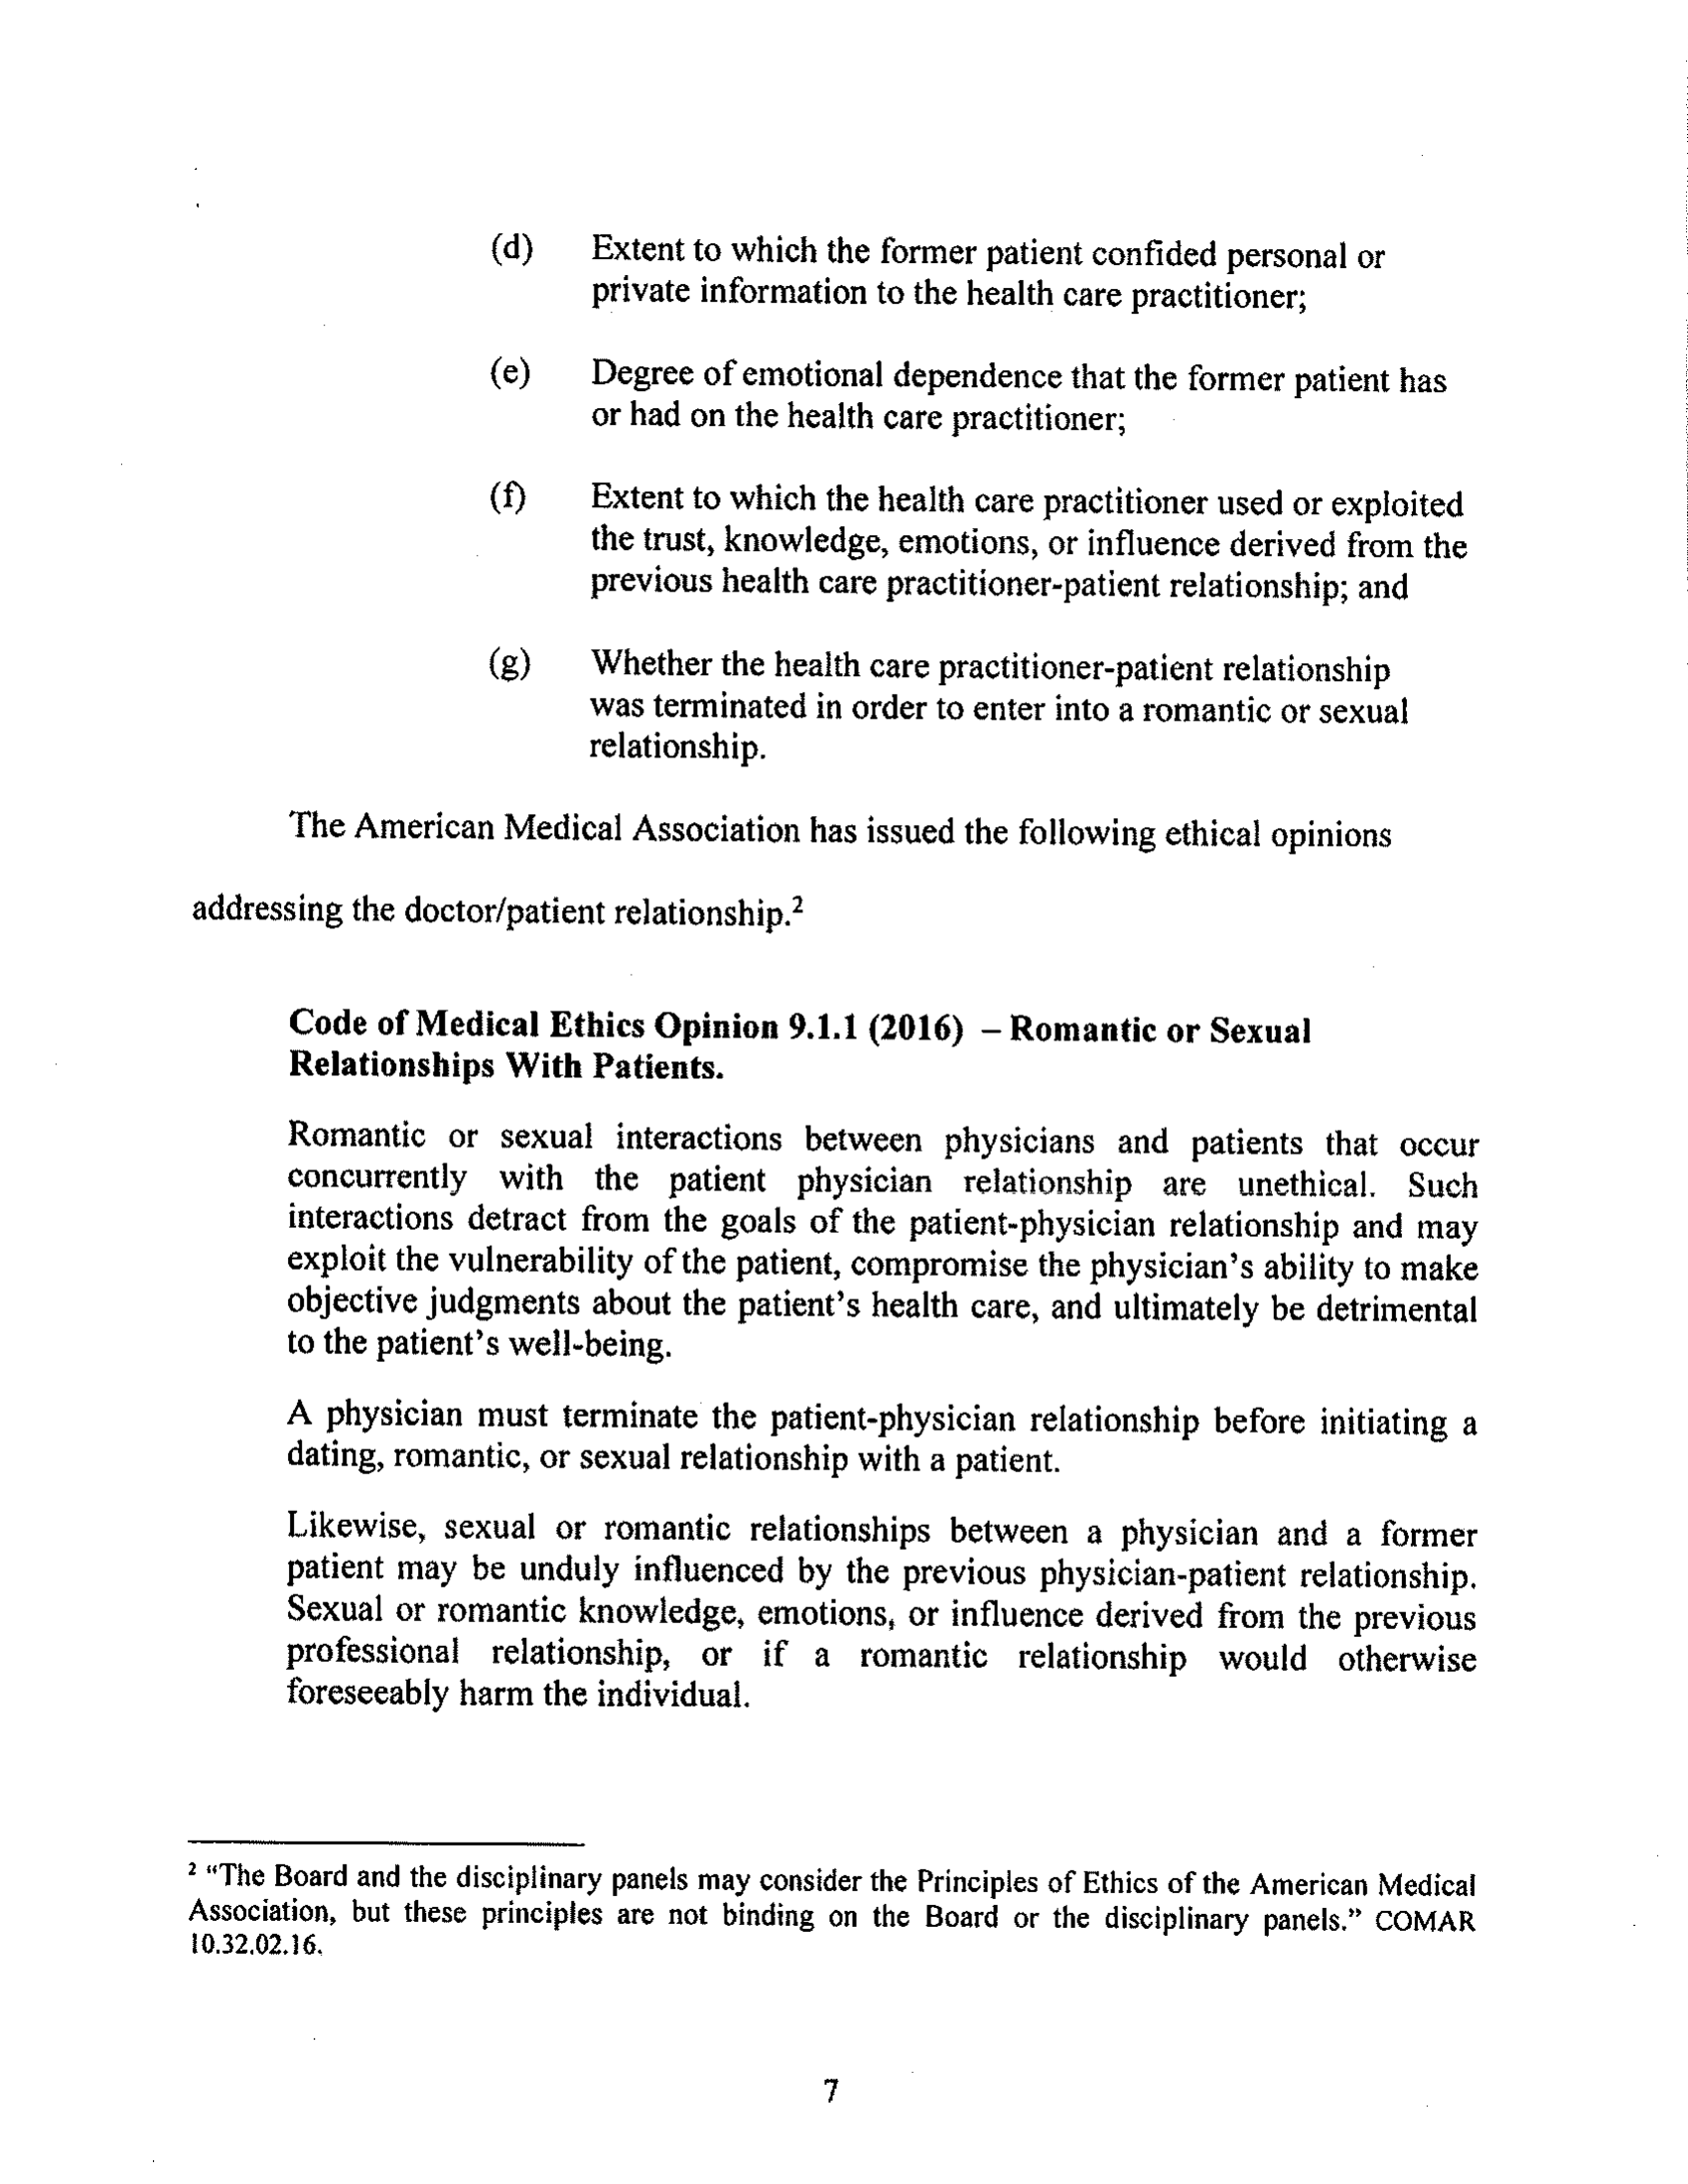 (d) Extent to which the former patient confided personal or
private information to the health care practitioner;
(e) Degree of emotional dependence that the former patient has
or had on the health care practitioner;
(f) Extent to which the health care practitioner used or exploited
the trust, knowledge, emotions, or influence derived from the
previous health care practitioner-patient relationship; and
(g) Whether the health care practitioner-patient relationship
was terminated in order to enter into a romantic or sexual
relationship.
The American Medical Association has issued the following ethical opinions
addressing the doctor/patient relationship.²
Code of Medical Ethics Opinion 9.1.1 (2016) – Romantic or Sexual
Relationships With Patients.
Romantic or sexual interactions between physicians and patients that occur
concurrently with the patient physician relationship are unethical. Such
interactions detract from the goals of the patient-physician relationship and may
exploit the vulnerability of the patient, compromise the physician's ability to make
objective judgments about the patient's health care, and ultimately be detrimental
to the patient's well-being.
A physician must terminate the patient-physician relationship before initiating a
dating, romantic, or sexual relationship with a patient.
Likewise, sexual or romantic relationships between a physician and a former
patient may be unduly influenced by the previous physician-patient relationship.
Sexual or romantic knowledge, emotions, or influence derived from the previous
professional relationship, or if a romantic relationship would otherwise
foreseeably harm the individual.
² “The Board and the disciplinary panels may consider the Principles of Ethics of the American Medical
Association, but these principles are not binding on the Board or the disciplinary panels.” COMAR
10.32.02.16.
7